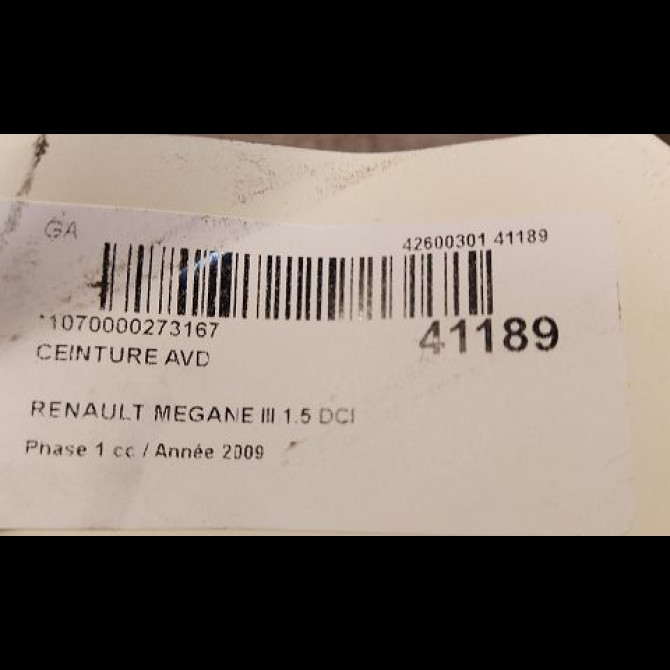 GA
42600301 41189
*1070000273167
41189
CEINTURE AVD
RENAULT MEGANE III 1.5 DCI
Phase 1 cc / Année 2009